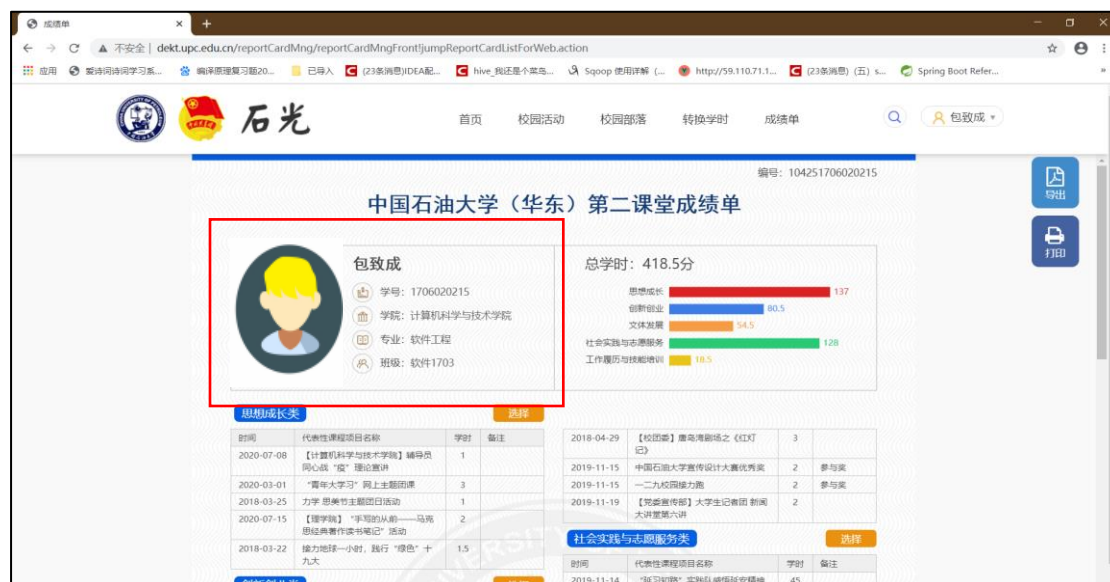 成绩单
不安全 | dekt.upc.edu.cn/reportCardMng/reportCardMngFront!jumpReportCardListForWeb.action
应用 爱诗词诗词学习系... 编译原理复习题20... 已导入 (23条消息)IDEA配... hive_我还是个菜鸟... Sqoop 使用详解 (... http://59.110.71.1... (23条消息) (五) s... Spring Boot Refer... »
石光 首页 校园活动 校园部落 转换学时 成绩单 包致成
编号: 104251706020215
导出
打印
中国石油大学（华东）第二课堂成绩单
包致成
学号: 1706020215
学院: 计算机科学与技术学院
专业: 软件工程
班级: 软件1703
总学时: 418.5分
思想成长 137
创新创业 80.5
文体发展 54.5
社会实践与志愿服务 128
工作履历与技能培训 18.5
思想成长类 选择
时间 代表性课程项目名称 学时 备注
2020-07-08 【计算机科学与技术学院】辅导员 1
同心战“疫”理论宣讲
2020-03-01 “青年大学习”网上主题团课 3
2018-03-25 力学 思美节主题团日活动 1
2020-07-15 【理学院】“手写的从前——马克 2
思经典著作读书笔记”活动
2018-03-22 接力地球一小时，践行“绿色”十 1.5
九大
创新创业类 选择
2018-04-29 【校团委】唐岛湾剧场之《红灯 3
记》
2019-11-15 中国石油大学宣传设计大赛优秀奖 2 参与奖
2019-11-15 一二九校园接力跑 2 参与奖
2019-11-19 【党委宣传部】大学生记者团 新闻 2
大讲堂第六讲
社会实践与志愿服务类 选择
时间 代表性课程项目名称 学时 备注
2019-11-14 45